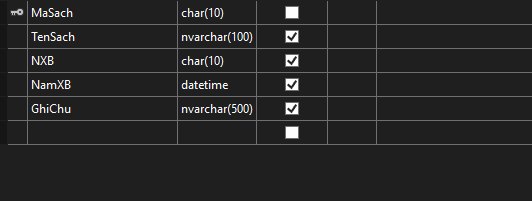 MaSach char(10)
TenSach nvarchar(100)
NXB char(10)
NamXB datetime
GhiChu nvarchar(500)